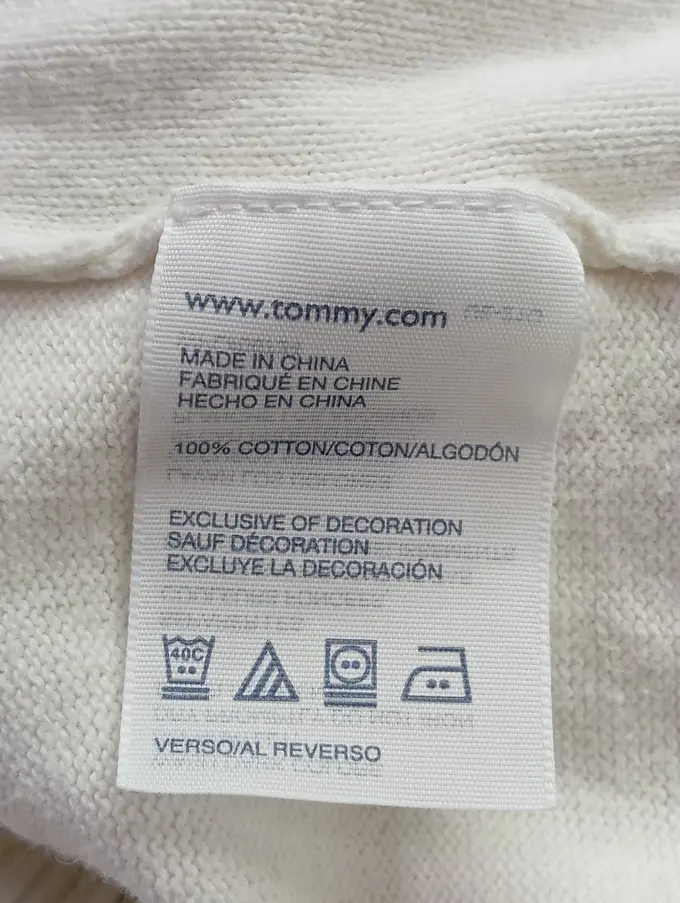 www.tommy.com
MADE IN CHINA
FABRIQUÉ EN CHINE
HECHO EN CHINA
100% COTTON/COTON/ALGODÓN
EXCLUSIVE OF DECORATION
SAUF DÉCORATION
EXCLUYE LA DECORACIÓN
40C
VERSO/AL REVERSO